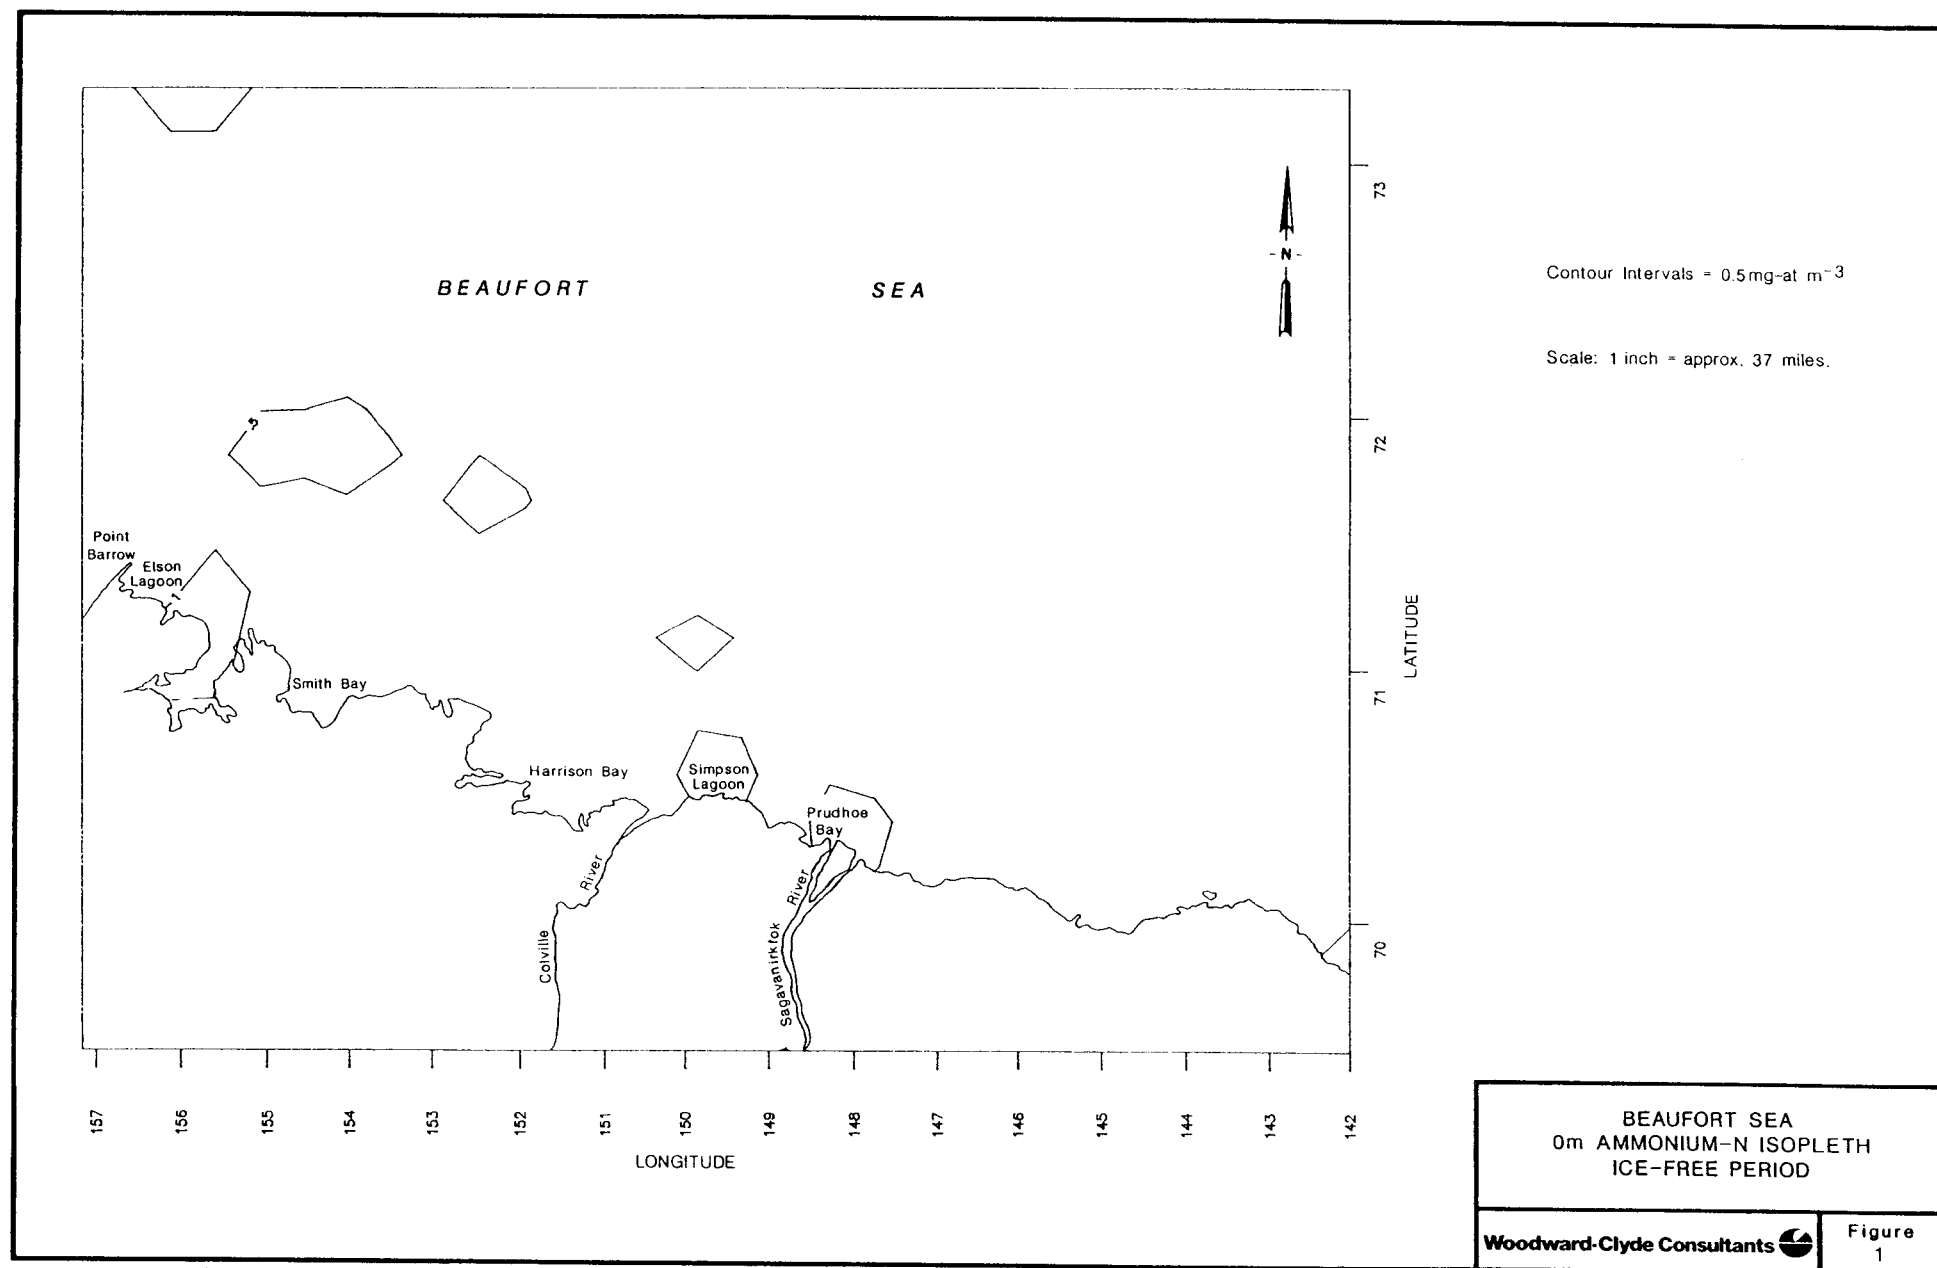 BEAUFORT SEA
N
Contour Intervals = 0.5mg-at m⁻³
Scale: 1 inch = approx. 37 miles.
73
72
71
70
LATITUDE
Point
Barrow
Elson
Lagoon
1
Smith Bay
Harrison Bay
Simpson
Lagoon
Prudhoe
Bay
Colville River
Sagavanirktok River
157 156 155 154 153 152 151 150 149 148 147 146 145 144 143 142
LONGITUDE
BEAUFORT SEA
0m AMMONIUM-N ISOPLETH
ICE-FREE PERIOD
Woodward-Clyde Consultants
Figure
1